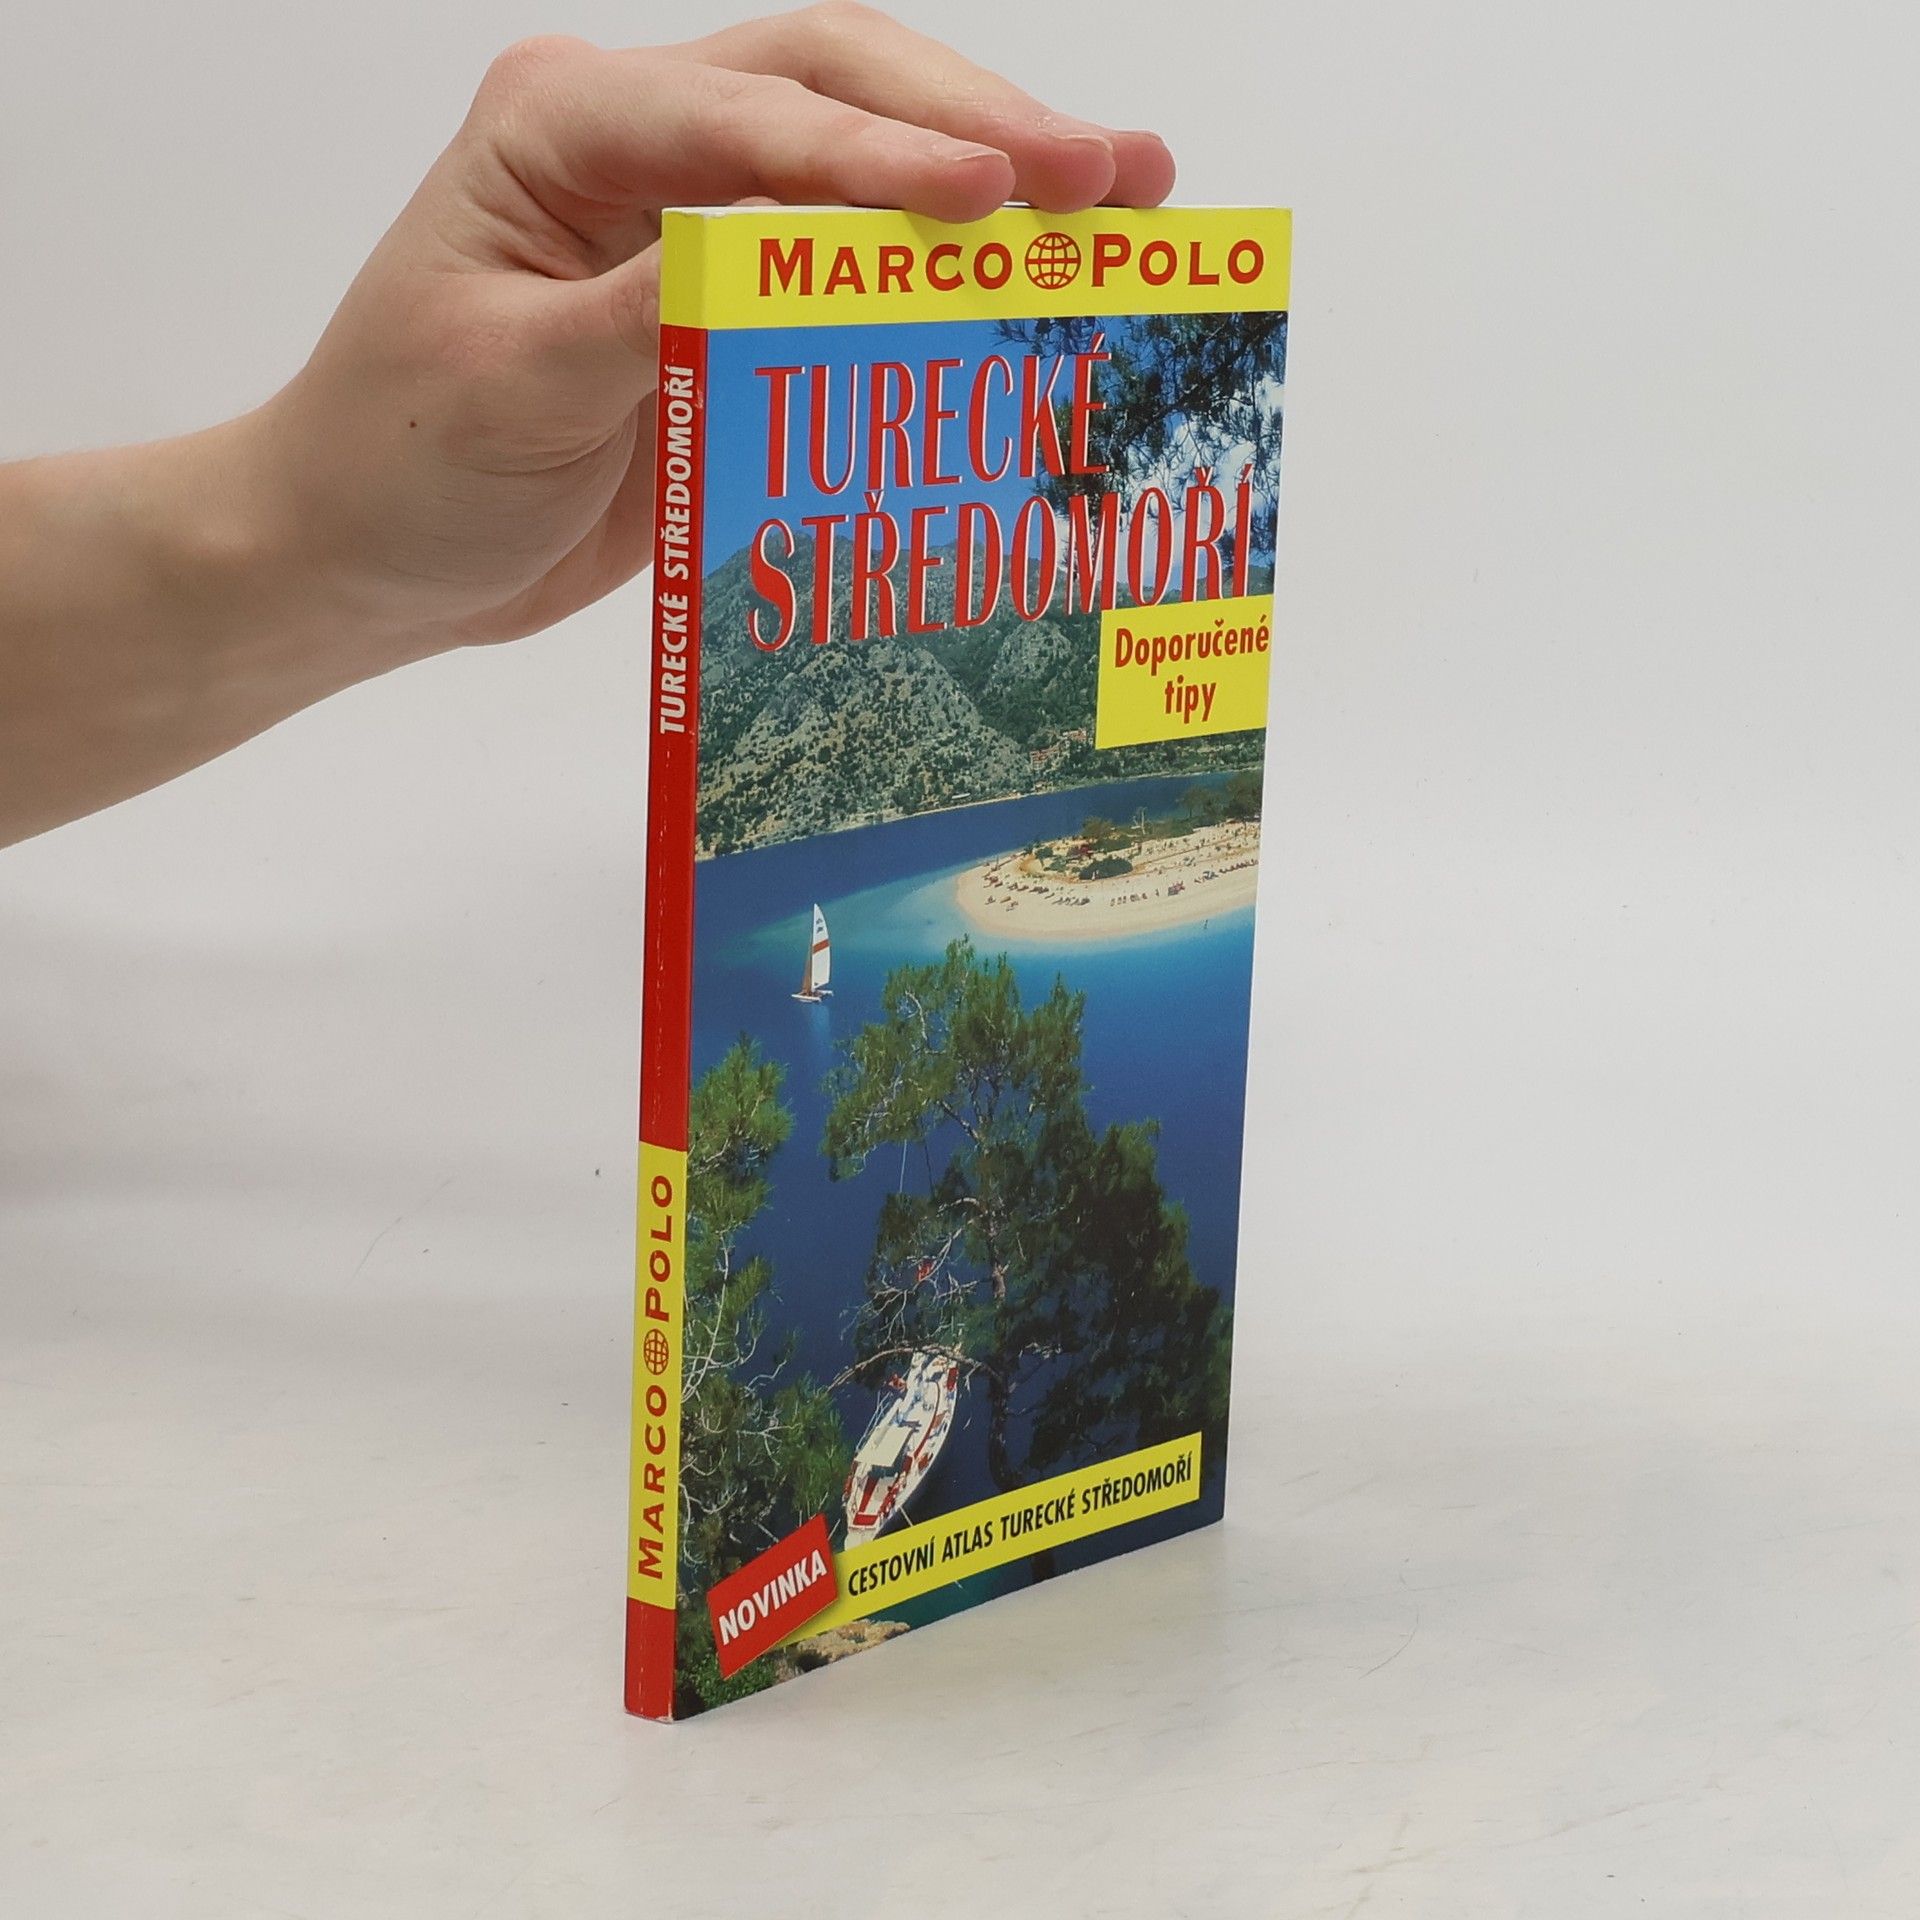 MARCO POLO
TURECKÉ
STŘEDOMOŘÍ
Doporučené
tipy
NOVINKA
CESTOVNÍ ATLAS TURECKÉ STŘEDOMOŘÍ
TURECKÉ STŘEDOMOŘÍ
MARCO POLO